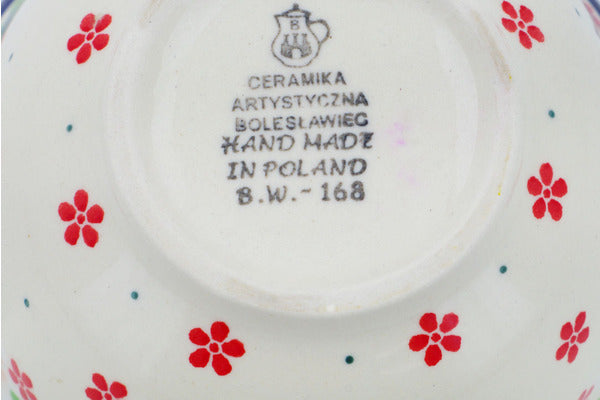 B
CERAMIKA
ARTYSTYCZNA
BOLESŁAWIEC
HAND MADE
IN POLAND
B.W.-168